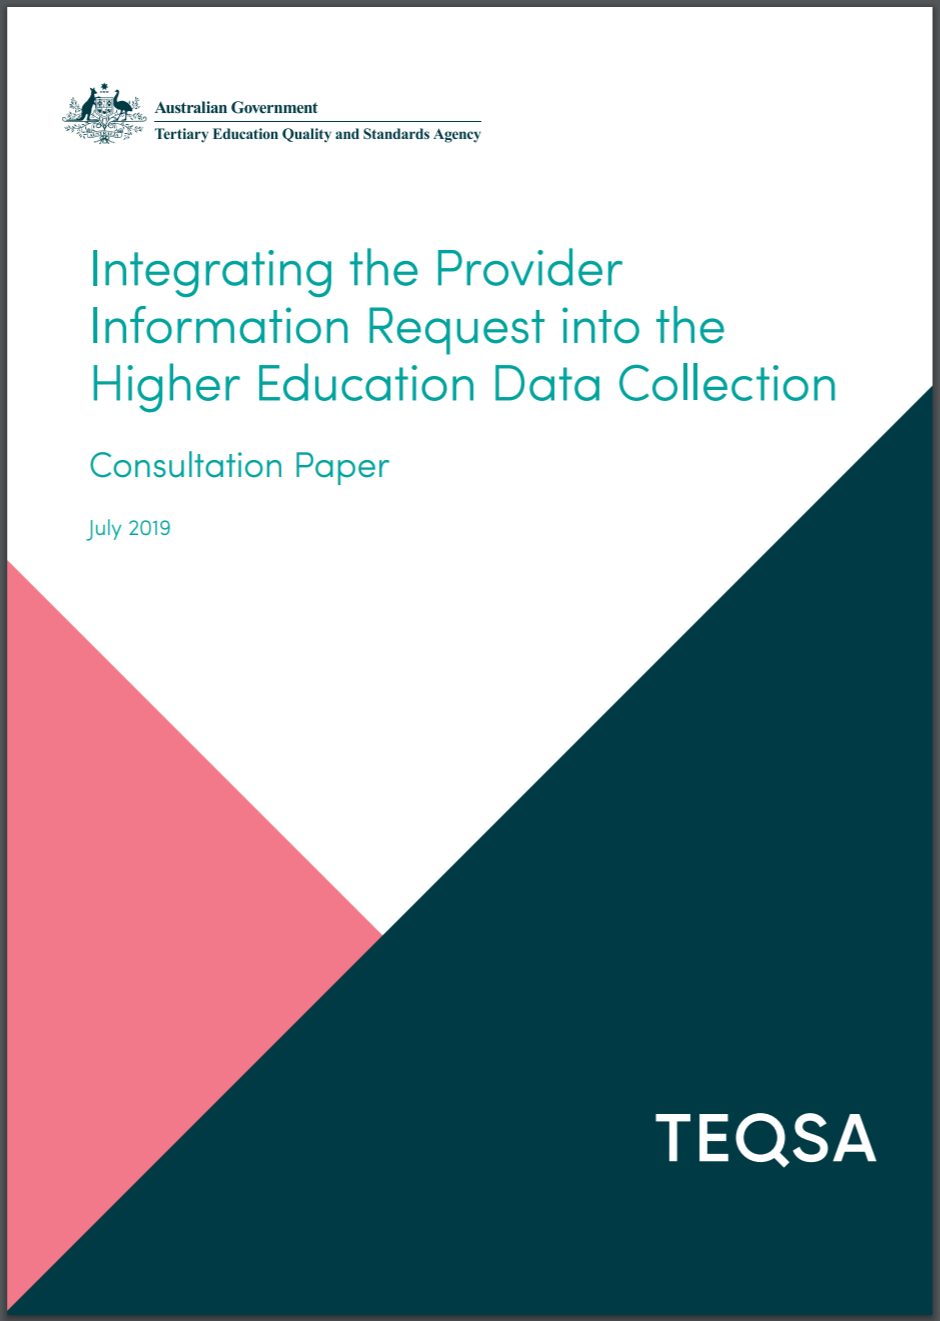 Australian Government
Tertiary Education Quality and Standards Agency
Integrating the Provider
Information Request into the
Higher Education Data Collection
Consultation Paper
July 2019
TEQSA